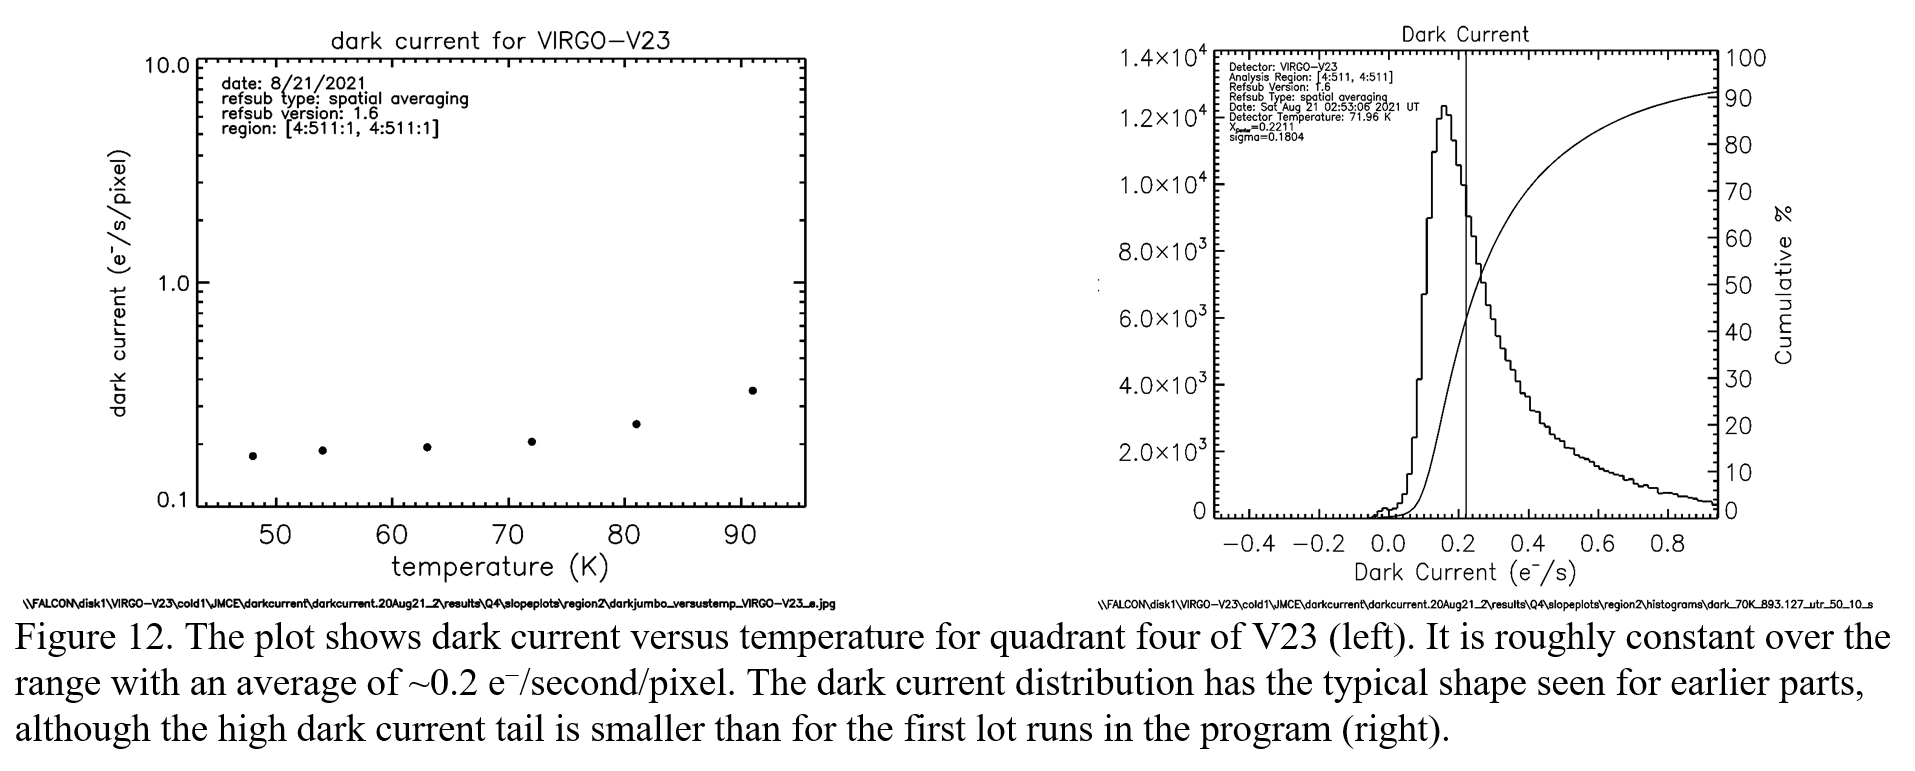 dark current for VIRGO–V23
10.0
date: 8/21/2021
refsub type: spatial averaging
refsub version: 1.6
region: [4:511:1, 4:511:1]
dark current (e⁻/s/pixel)
1.0
0.1
50 60 70 80 90
temperature (K)
\\FALCON\disk1\VIRGO–V23\cold1\JMCE\darkcurrent\darkcurrent.20Aug21_2\results\Q4\slopeplots\region2\darkjumbo_versustemp_VIRGO–V23_e.jpg
Dark Current
1.4×10⁴
1.2×10⁴
1.0×10⁴
8.0×10³
6.0×10³
4.0×10³
2.0×10³
0
Detector: VIRGO–V23
Analysis Region: [4:511, 4:511]
Refsub Version: 1.6
Refsub Type: spatial averaging
Date: Sat Aug 21 02:53:06 2021 UT
Detector Temperature: 71.96 K
=0.2211
sigma=0.1804
100
90
80
70
60
50
40
30
20
10
0
Cumulative %
−0.4 −0.2 0.0 0.2 0.4 0.6 0.8
Dark Current (e⁻/s)
\\FALCON\disk1\VIRGO–V23\cold1\JMCE\darkcurrent\darkcurrent.20Aug21_2\results\Q4\slopeplots\region2\histograms\dark_70K_893.127_utr_50_10_s
Figure 12. The plot shows dark current versus temperature for quadrant four of V23 (left). It is roughly constant over the
range with an average of ~0.2 e⁻/second/pixel. The dark current distribution has the typical shape seen for earlier parts,
although the high dark current tail is smaller than for the first lot runs in the program (right).